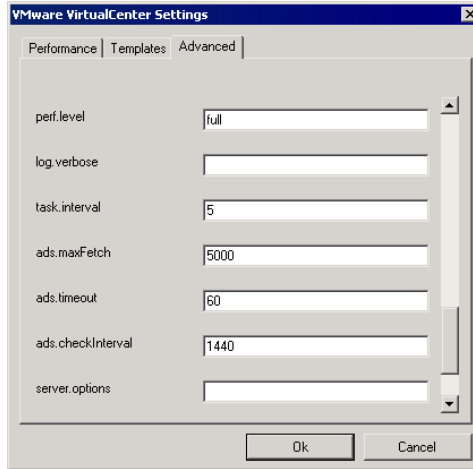 VMware VirtualCenter Settings
Performance Templates Advanced
perf.level full
log.verbose
task.interval 5
ads.maxFetch 5000
ads.timeout 60
ads.checkInterval 1440
server.options
Ok Cancel